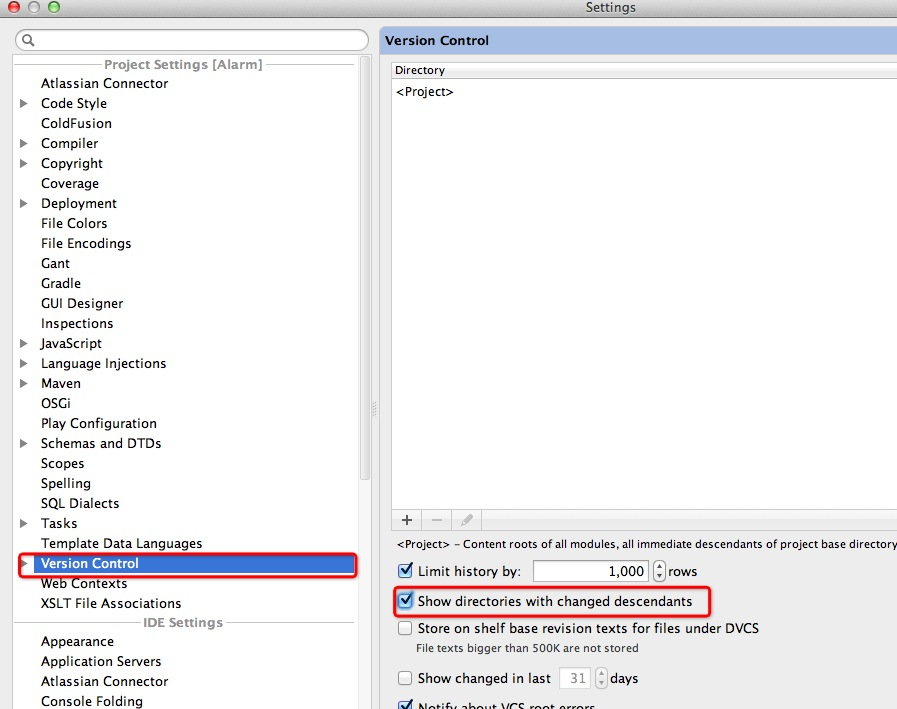 Settings
Project Settings [Alarm]
Atlassian Connector
Code Style
ColdFusion
Compiler
Copyright
Coverage
Deployment
File Colors
File Encodings
Gant
Gradle
GUI Designer
Inspections
JavaScript
Language Injections
Maven
OSGi
Play Configuration
Schemas and DTDs
Scopes
Spelling
SQL Dialects
Tasks
Template Data Languages
Version Control
Web Contexts
XSLT File Associations
IDE Settings
Appearance
Application Servers
Atlassian Connector
Console Folding
Version Control
Directory
<Project>
<Project> – Content roots of all modules, all immediate descendants of project base directory
Limit history by: 1,000 rows
Show directories with changed descendants
Store on shelf base revision texts for files under DVCS
File texts bigger than 500K are not stored
Show changed in last 31 days
Notify about VCS root errors